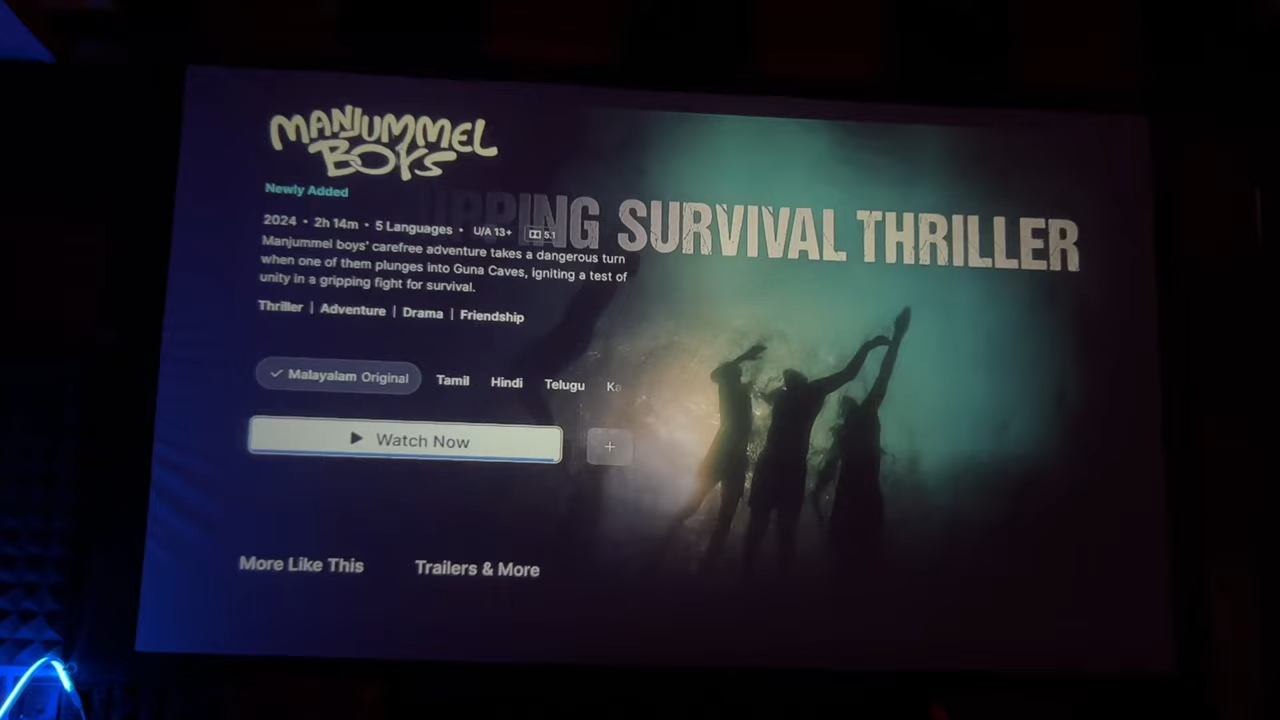 MANJUMMEL
BOYS
Newly Added
UPPING SURVIVAL THRILLER
2024 • 2h 14m • 5 Languages • U/A 13+ 5.1
Manjummel boys' carefree adventure takes a dangerous turn
when one of them plunges into Guna Caves, igniting a test of
unity in a gripping fight for survival.
Thriller | Adventure | Drama | Friendship
Malayalam Original Tamil Hindi Telugu Ka
Watch Now
+
More Like This Trailers & More